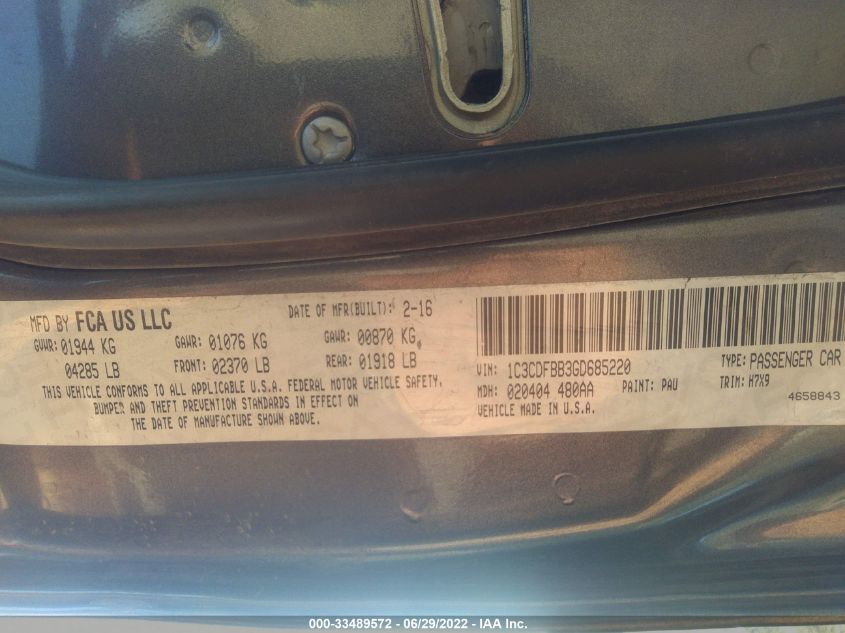 MFD BY FCA US LLC
DATE OF MFR(BUILT): 2-16
GVWR: 01944 KG
GAWR: 01076 KG
GAWR: 00870 KG
04285 LB
FRONT: 02370 LB
REAR: 01918 LB
THIS VEHICLE CONFORMS TO ALL APPLICABLE U.S.A. FEDERAL MOTOR VEHICLE SAFETY,
BUMPER AND THEFT PREVENTION STANDARDS IN EFFECT ON
THE DATE OF MANUFACTURE SHOWN ABOVE.
VIN: 1C3CDFBB3GD685220
TYPE: PASSENGER CAR
MDH: 020404 480AA
PAINT: PAU
TRIM: H7X9
VEHICLE MADE IN U.S.A.
4658843
000-33489572 - 06/29/2022 - IAA Inc.